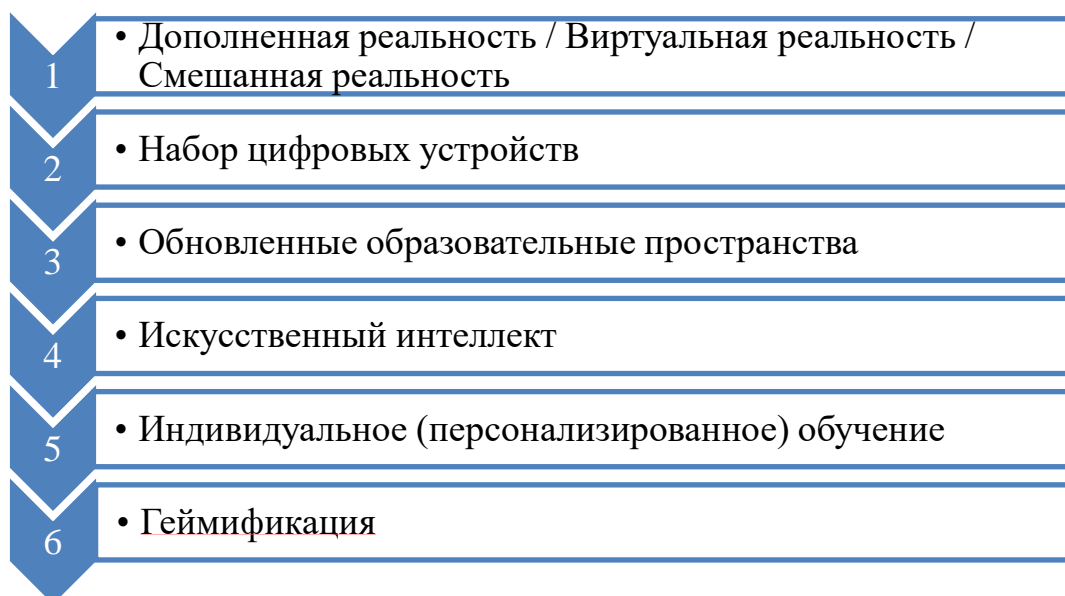 1
• Дополненная реальность / Виртуальная реальность /
Смешанная реальность
2
• Набор цифровых устройств
3
• Обновленные образовательные пространства
4
• Искусственный интеллект
5
• Индивидуальное (персонализированное) обучение
6
• Геймификация